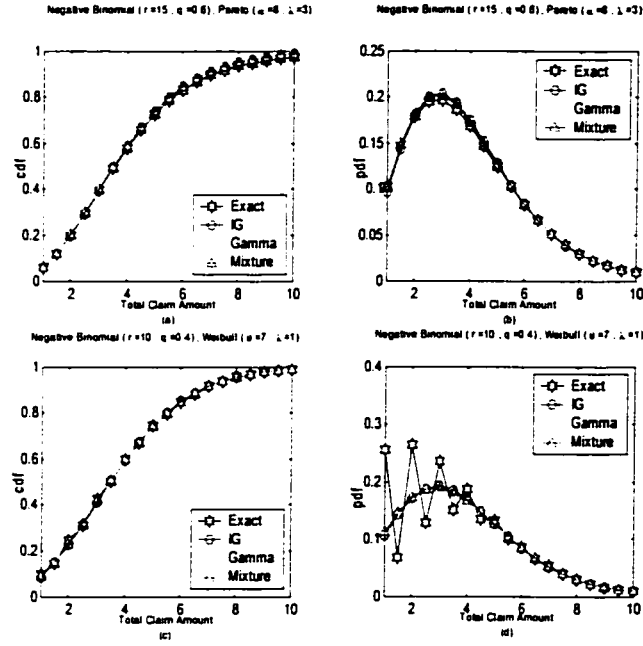 Negative Binomial ( r =15 , q =0.6) , Pareto ( α =6 , λ =3)
Negative Binomial ( r =15 , q =0.6) , Pareto ( α =6 , λ =3)
cdf
1
0.8
0.6
0.4
0.2
0
Exact
IG
Gamma
Mixture
2 4 6 8 10
Total Claim Amount
(a)
pdf
0.25
0.2
0.15
0.1
0.05
0
Exact
IG
Gamma
Mixture
2 4 6 8 10
Total Claim Amount
(b)
Negative Binomial ( r =10 , q =0.4) , Weibull ( =7 , λ =1)
Negative Binomial ( r =10 , q =0.4) , Weibull ( =7 , λ =1)
cdf
1
0.8
0.6
0.4
0.2
0
Exact
IG
Gamma
Mixture
2 4 6 8 10
Total Claim Amount
(c)
pdf
0.4
0.3
0.2
0.1
0
Exact
IG
Gamma
Mixture
2 4 6 8 10
Total Claim Amount
(d)